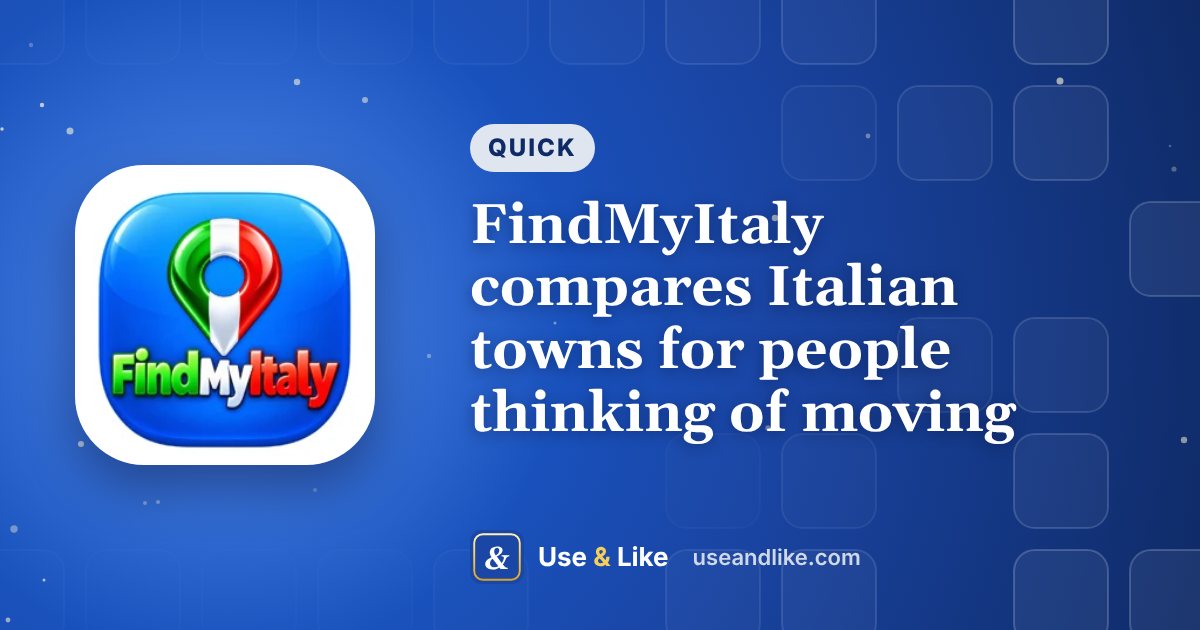 QUICK
FindMyItaly
compares Italian
towns for people
thinking of moving
FindMyItaly
& Use & Like useandlike.com